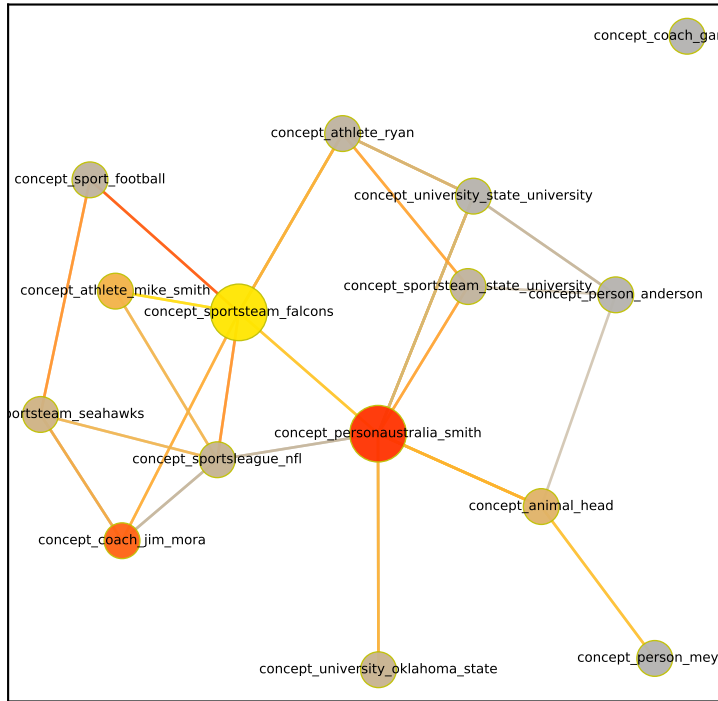 concept_coach_gar
concept_athlete_ryan
concept_sport_football
concept_university_state_university
concept_sportsteam_state_university
concept_athlete_mike_smith
concept_person_anderson
concept_sportsteam_falcons
portsteam_seahawks
concept_personaustralia_smith
concept_sportsleague_nfl
concept_animal_head
concept_coach_jim_mora
concept_person_mey
concept_university_oklahoma_state